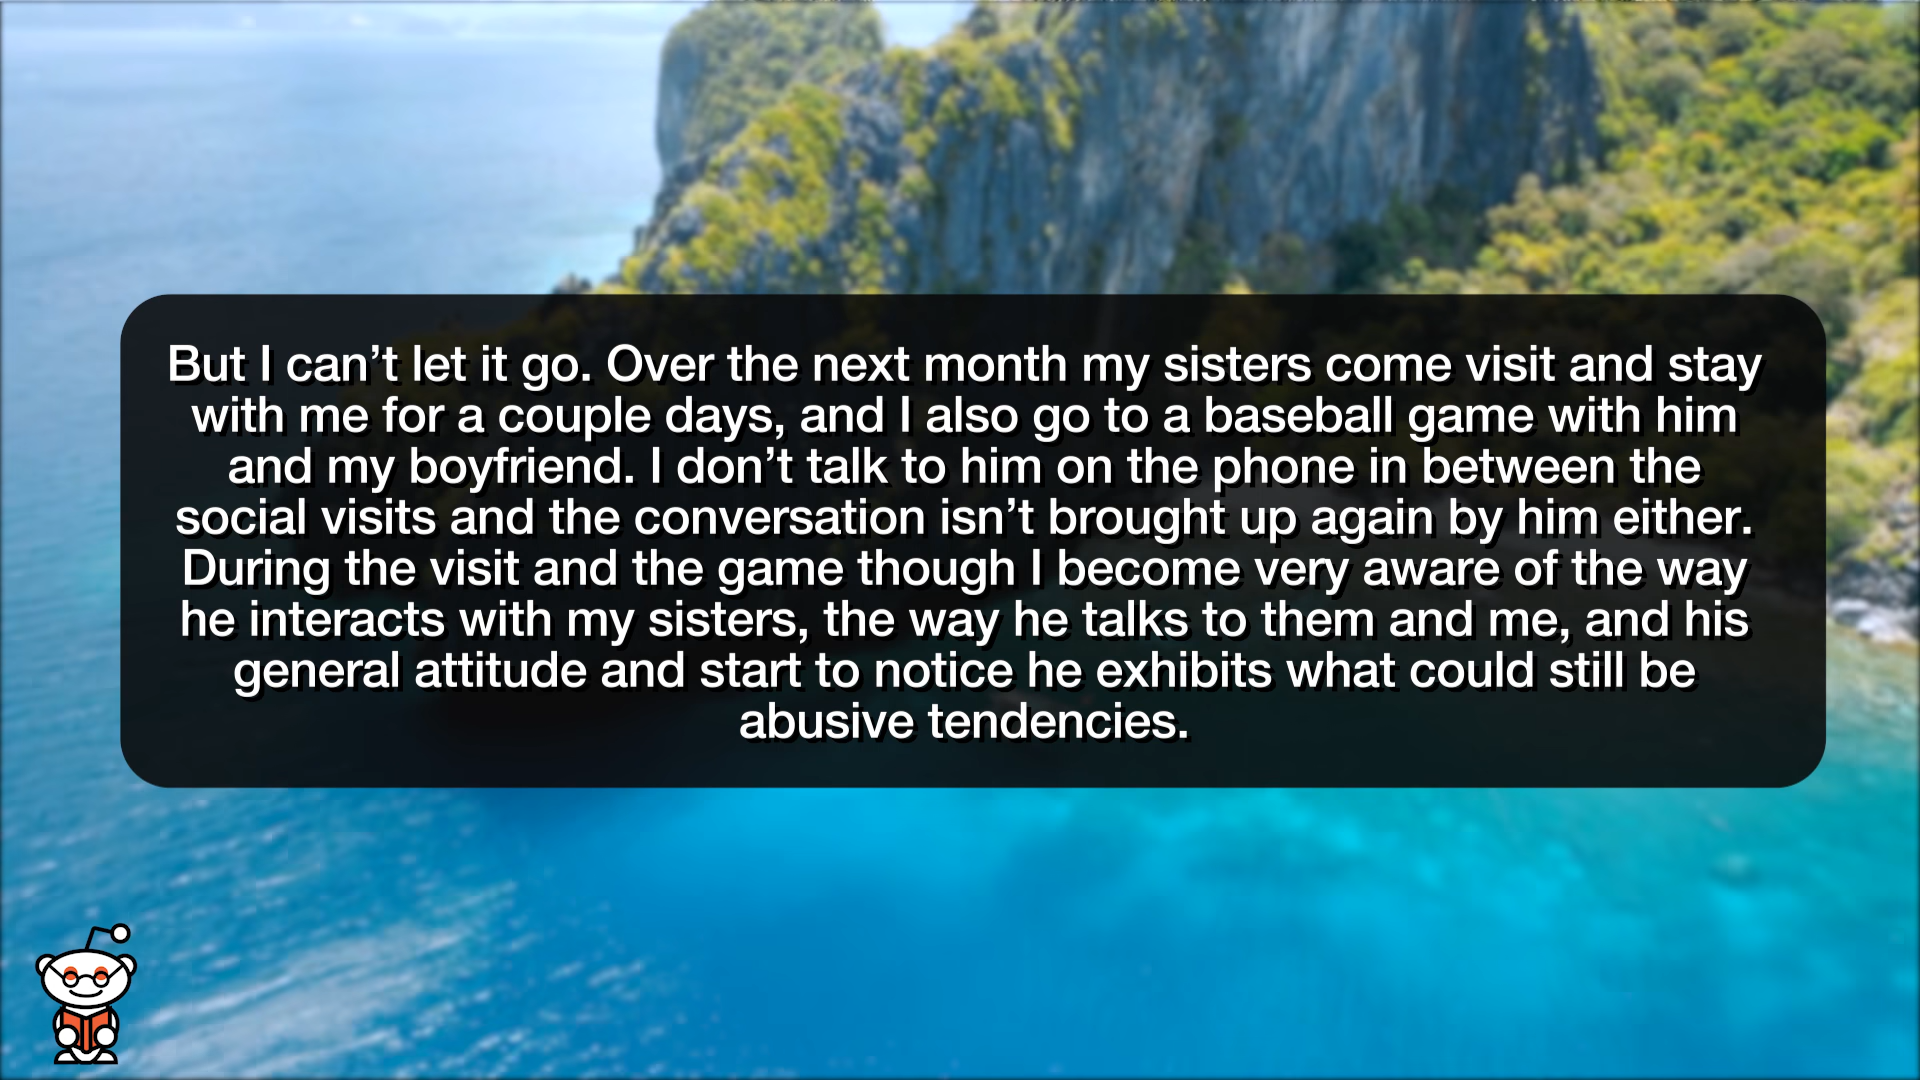 But I can’t let it go. Over the next month my sisters come visit and stay
with me for a couple days, and I also go to a baseball game with him
and my boyfriend. I don’t talk to him on the phone in between the
social visits and the conversation isn’t brought up again by him either.
During the visit and the game though I become very aware of the way
he interacts with my sisters, the way he talks to them and me, and his
general attitude and start to notice he exhibits what could still be
abusive tendencies.